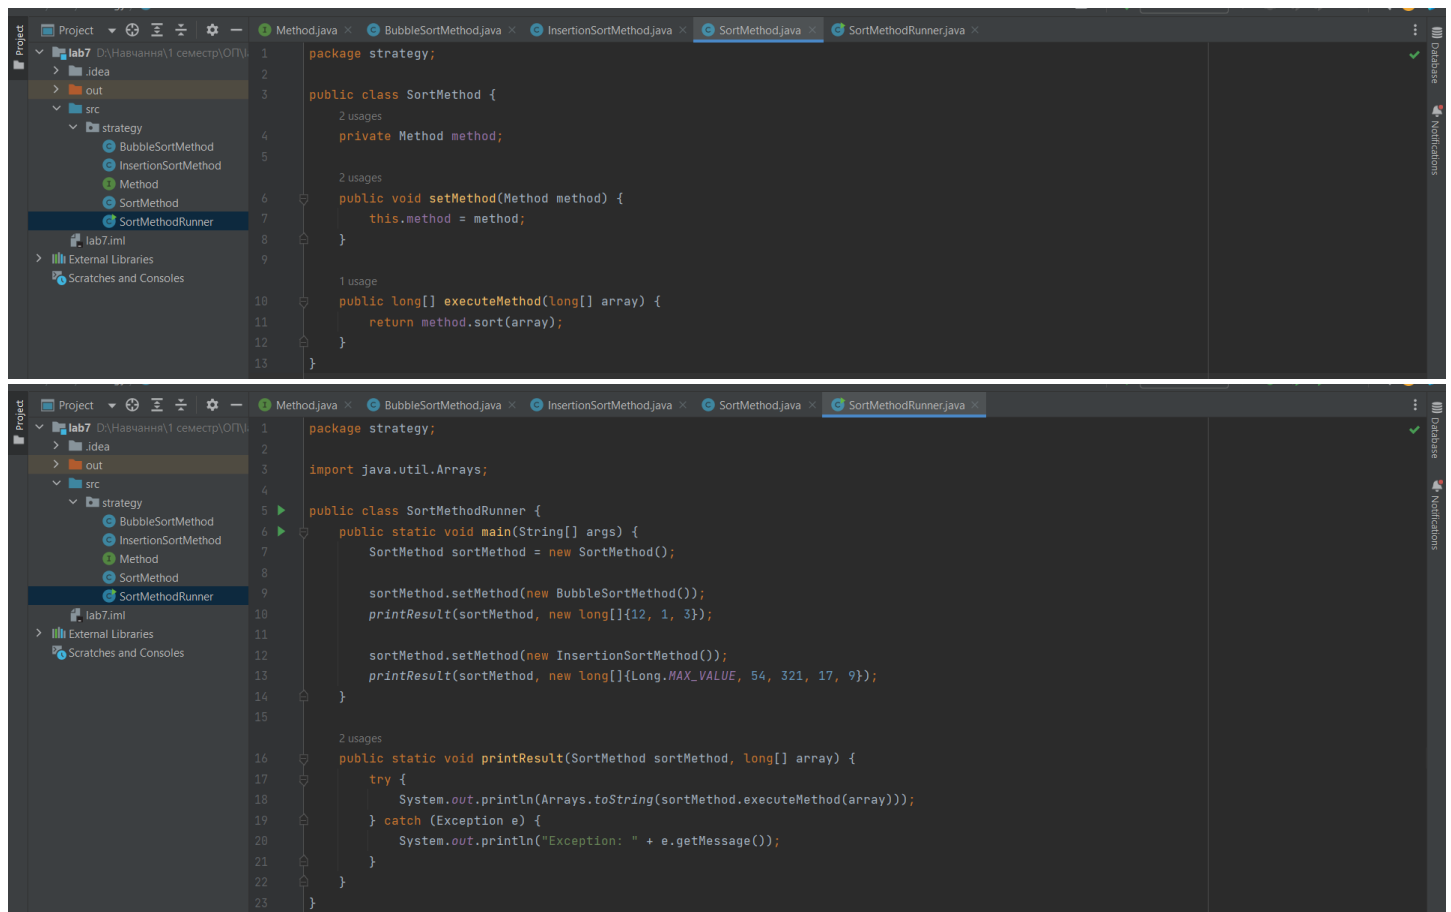 Project
Project
Method.java
BubbleSortMethod.java
InsertionSortMethod.java
SortMethod.java
SortMethodRunner.java
lab7 D:\Навчання\1 семестр\ОП\
.idea
out
src
strategy
BubbleSortMethod
InsertionSortMethod
Method
SortMethod
SortMethodRunner
lab7.iml
External Libraries
Scratches and Consoles
1 package strategy;
2
3 public class SortMethod {
2 usages
4 private Method method;
5
2 usages
6 public void setMethod(Method method) {
7 this.method = method;
8 }
9
1 usage
10 public long[] executeMethod(long[] array) {
11 return method.sort(array);
12 }
13 }
Database
Notifications
Project
Project
Method.java
BubbleSortMethod.java
InsertionSortMethod.java
SortMethod.java
SortMethodRunner.java
lab7 D:\Навчання\1 семестр\ОП\
.idea
out
src
strategy
BubbleSortMethod
InsertionSortMethod
Method
SortMethod
SortMethodRunner
lab7.iml
External Libraries
Scratches and Consoles
1 package strategy;
2
3 import java.util.Arrays;
4
5 public class SortMethodRunner {
6 public static void main(String[] args) {
7 SortMethod sortMethod = new SortMethod();
8
9 sortMethod.setMethod(new BubbleSortMethod());
10 printResult(sortMethod, new long[]{12, 1, 3});
11
12 sortMethod.setMethod(new InsertionSortMethod());
13 printResult(sortMethod, new long[]{Long.MAX_VALUE, 54, 321, 17, 9});
14 }
15
2 usages
16 public static void printResult(SortMethod sortMethod, long[] array) {
17 try {
18 System.out.println(Arrays.toString(sortMethod.executeMethod(array)));
19 } catch (Exception e) {
20 System.out.println("Exception: " + e.getMessage());
21 }
22 }
23 }
Database
Notifications